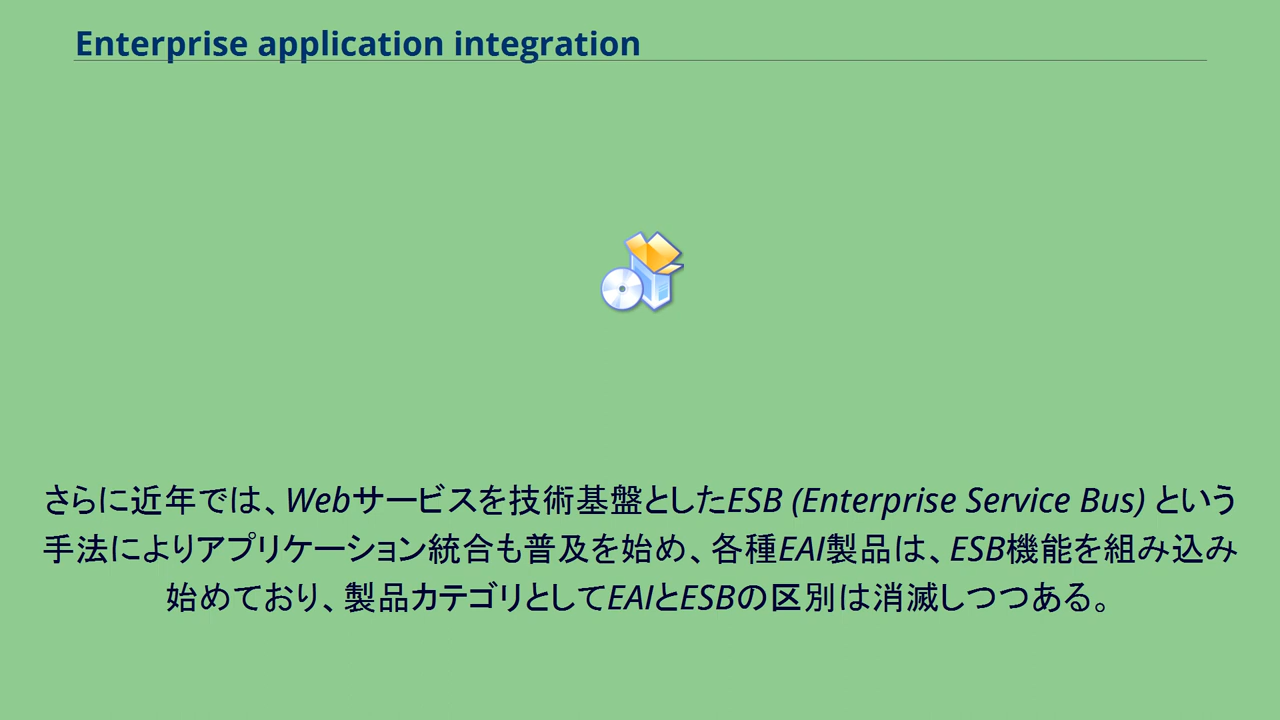 Enterprise application integration
さらに近年では、Webサービスを技術基盤としたESB (Enterprise Service Bus) という
手法によりアプリケーション統合も普及を始め、各種EAI製品は、ESB機能を組み込み
始めており、製品カテゴリとしてEAIとESBの区別は消滅しつつある。